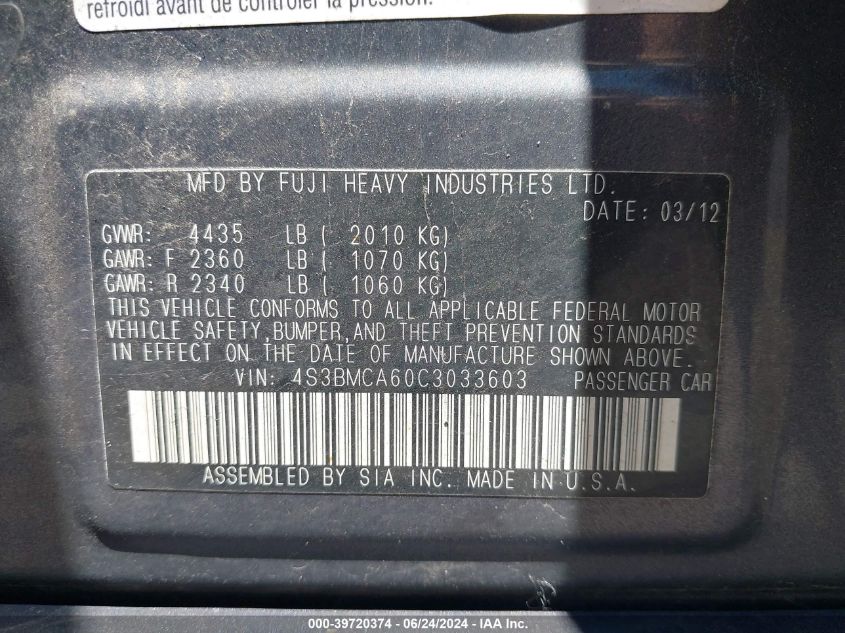 refroidi avant de contrôler la pression.
MFD BY FUJI HEAVY INDUSTRIES LTD.
DATE: 03/12
GVWR: 4435 LB ( 2010 KG)
GAWR: F 2360 LB ( 1070 KG)
GAWR: R 2340 LB ( 1060 KG)
THIS VEHICLE CONFORMS TO ALL APPLICABLE FEDERAL MOTOR
VEHICLE SAFETY,BUMPER,AND THEFT PREVENTION STANDARDS
IN EFFECT ON THE DATE OF MANUFACTURE SHOWN ABOVE.
VIN: 4S3BMCA60C3033603 PASSENGER CAR
ASSEMBLED BY SIA INC. MADE IN U.S.A.
000-39720374 - 06/24/2024 - IAA Inc.